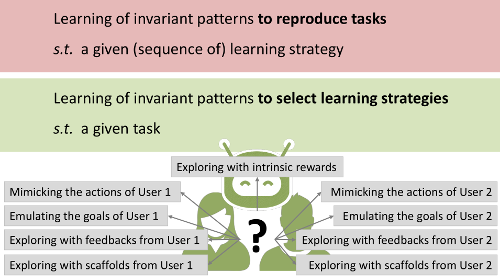 Learning of invariant patterns to reproduce tasks
s.t. a given (sequence of) learning strategy
Learning of invariant patterns to select learning strategies
s.t. a given task
Exploring with intrinsic rewards
Mimicking the actions of User 1
Mimicking the actions of User 2
Emulating the goals of User 1
Emulating the goals of User 2
Exploring with feedbacks from User 1
?
Exploring with feedbacks from User 2
Exploring with scaffolds from User 1
Exploring with scaffolds from User 2